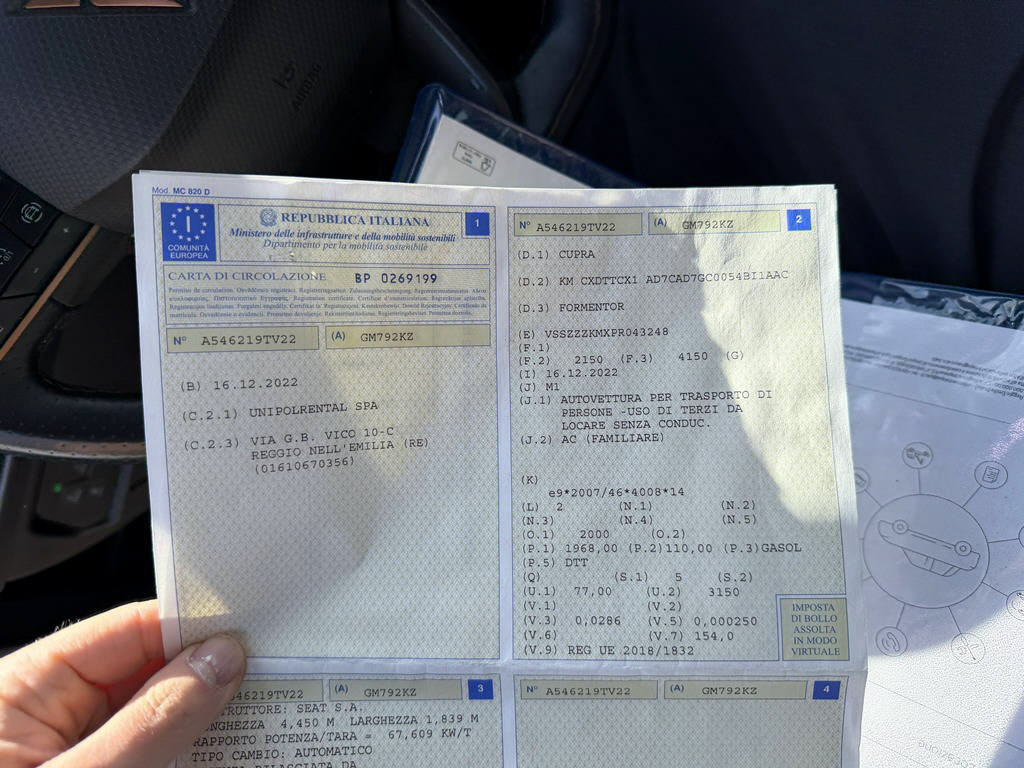 Mod. MC 820 D
I
COMUNITÀ
EUROPEA
REPUBBLICA ITALIANA
1
Ministero delle infrastrutture e della mobilità sostenibili
Dipartimento per la mobilità sostenibile
CARTA DI CIRCOLAZIONE BP 0269199
N° A546219TV22 (A) GM792KZ
(B) 16.12.2022
(C.2.1) UNIPOLRENTAL SPA
(C.2.3) VIA G.B. VICO 10-C
REGGIO NELL'EMILIA (RE)
(01610670356)
N° A546219TV22 (A) GM792KZ 2
(D.1) CUPRA
(D.2) KM CXDTTCX1 AD7CAD7GC0054BI1AAC
(D.3) FORMENTOR
(E) VSSZZZKMXPR043248
(F.1)
(F.2) 2150 (F.3) 4150 (G)
(I) 16.12.2022
(J) M1
(J.1) AUTOVETTURA PER TRASPORTO DI
PERSONE -USO DI TERZI DA
LOCARE SENZA CONDUC.
(J.2) AC (FAMILIARE)
(K)
e9*2007/46*4008*14
(L) 2 (N.1) (N.2)
(N.3) (N.4) (N.5)
(O.1) 2000 (O.2)
(P.1) 1968,00 (P.2)110,00 (P.3)GASOL
(P.5) DTT
(Q) (S.1) 5 (S.2)
(U.1) 77,00 (U.2) 3150
(V.1) (V.2)
(V.3) 0,0286 (V.5) 0,000250
(V.6) (V.7) 154,0
(V.9) REG UE 2018/1832
IMPOSTA
DI BOLLO
ASSOLTA
IN MODO
VIRTUALE
546219TV22 (A) GM792KZ 3
TRUTTORE: SEAT S.A.
NGHEZZA 4,450 M LARGHEZZA 1,839 M
RAPPORTO POTENZA/TARA = 67,609 KW/T
TIPO CAMBIO: AUTOMATICO
RILASCIATA DA
N° A546219TV22 (A) GM792KZ 4